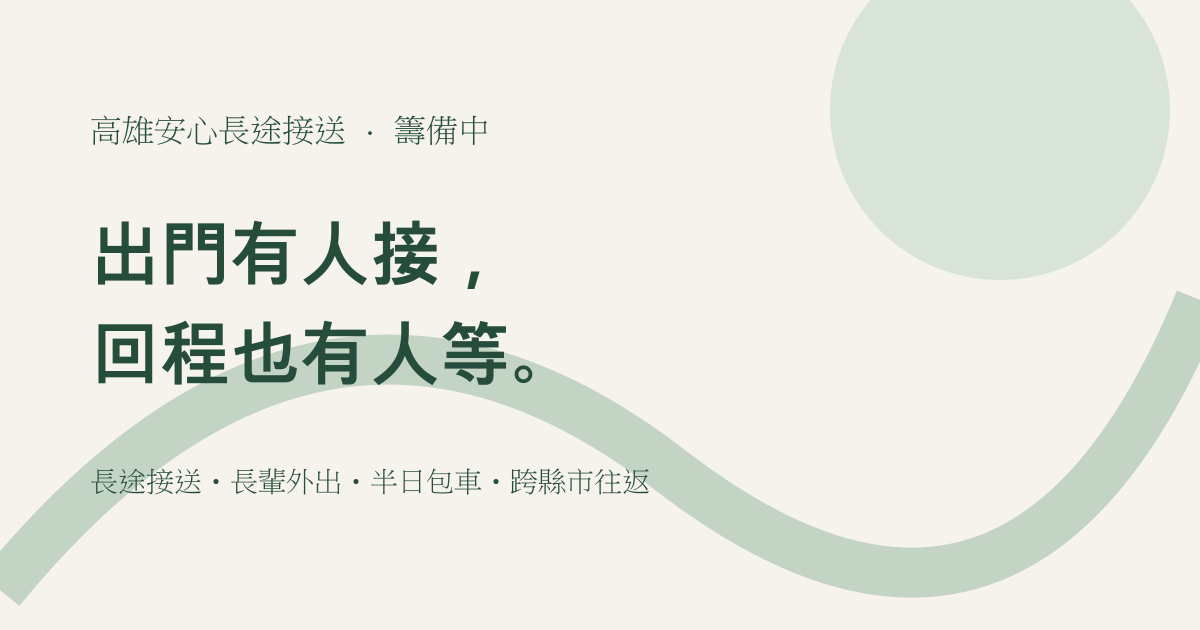 高雄安心長途接送 · 籌備中
出門有人接，
回程也有人等。
長途接送・長輩外出・半日包車・跨縣市往返